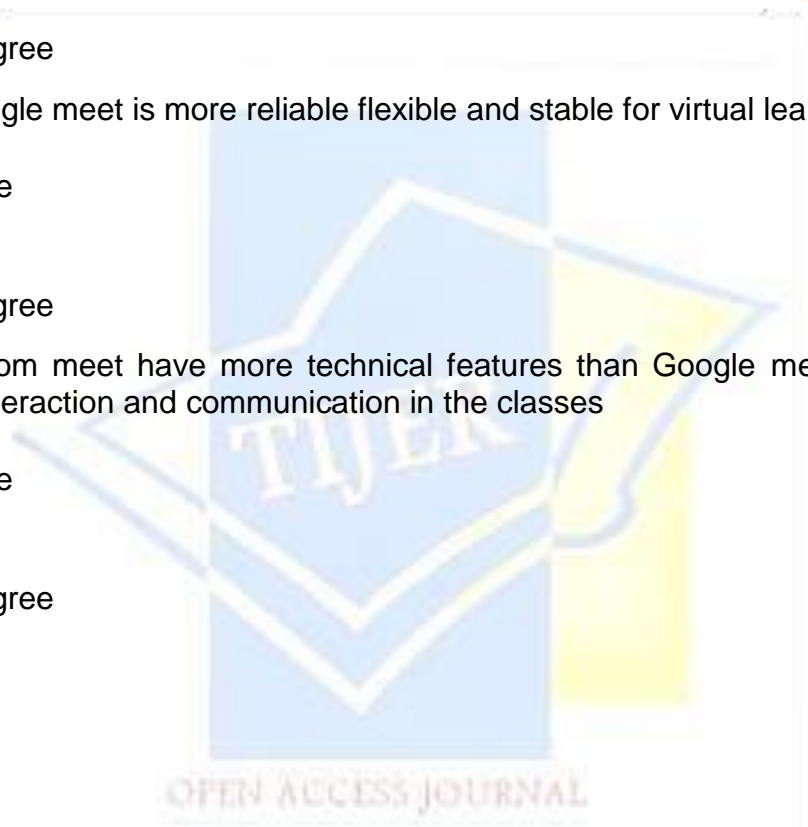 gree
gle meet is more reliable flexible and stable for virtual lea
e
gree
om meet have more technical features than Google me
eraction and communication in the classes
TIJER
e
gree
OPEN ACCESS JOURNAL